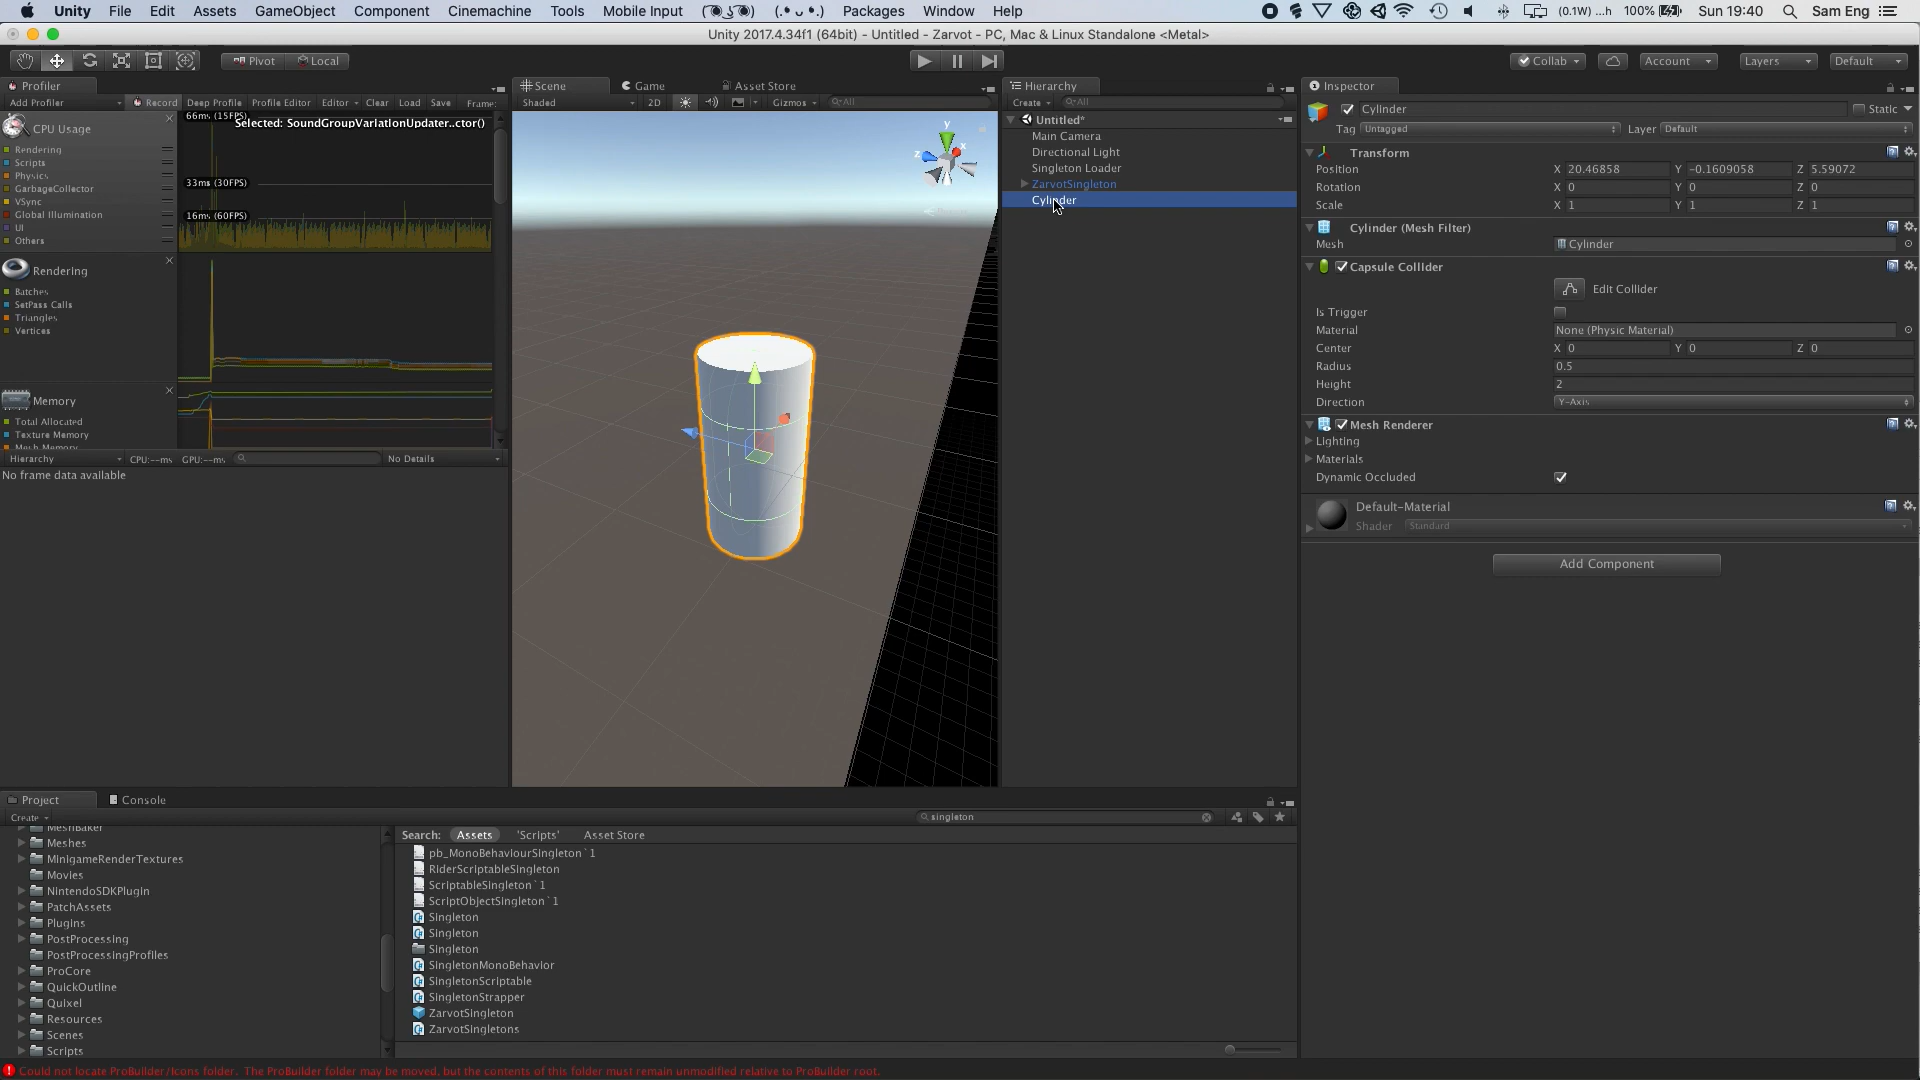 Unity File Edit Assets GameObject Component Cinemachine Tools Mobile Input ( ͡° ͜ʖ ͡°) (.• ᴗ •.) Packages Window Help (0.1W) ...h 100% Sun 19:40 Sam Eng
Unity 2017.4.34f1 (64bit) - Untitled - Zarvot - PC, Mac & Linux Standalone <Metal>
Pivot Local Collab Account Layers Default
Profiler
Add Profiler Record Deep Profile Profile Editor Editor Clear Load Save Frame:
66ms (15FPS)
Selected: SoundGroupVariationUpdater..ctor()
CPU Usage
Rendering
Scripts
Physics
GarbageCollector
VSync
Global Illumination
UI
Others
33ms (30FPS)
16ms (60FPS)
Rendering
Batches
SetPass Calls
Triangles
Vertices
Memory
Total Allocated
Texture Memory
Mesh Memory
Hierarchy CPU:--ms GPU:--ms No Details
No frame data available
Scene Game Asset Store
Shaded 2D Gizmos All
y
x
z
Hierarchy
Create All
Untitled*
Main Camera
Directional Light
Singleton Loader
ZarvotSingleton
Cylinder
Inspector
Cylinder Static
Tag Untagged Layer Default
Transform
Position X 20.46858 Y -0.1609058 Z 5.59072
Rotation X 0 Y 0 Z 0
Scale X 1 Y 1 Z 1
Cylinder (Mesh Filter)
Mesh Cylinder
Capsule Collider
Edit Collider
Is Trigger
Material None (Physic Material)
Center X 0 Y 0 Z 0
Radius 0.5
Height 2
Direction Y-Axis
Mesh Renderer
Lighting
Materials
Dynamic Occluded
Default-Material
Shader Standard
Add Component
Project Console
Create singleton
MeshBaker
Meshes
MinigameRenderTextures
Movies
NintendoSDKPlugin
PatchAssets
Plugins
PostProcessing
PostProcessingProfiles
ProCore
QuickOutline
Quixel
Resources
Scenes
Scripts
Search: Assets 'Scripts' Asset Store
pb_MonoBehaviourSingleton`1
RiderScriptableSingleton
ScriptableSingleton`1
ScriptObjectSingleton`1
Singleton
Singleton
Singleton
SingletonMonoBehavior
SingletonScriptable
SingletonStrapper
ZarvotSingleton
ZarvotSingletons
Could not locate ProBuilder/Icons folder. The ProBuilder folder may be moved, but the contents of this folder must remain unmodified relative to ProBuilder root.